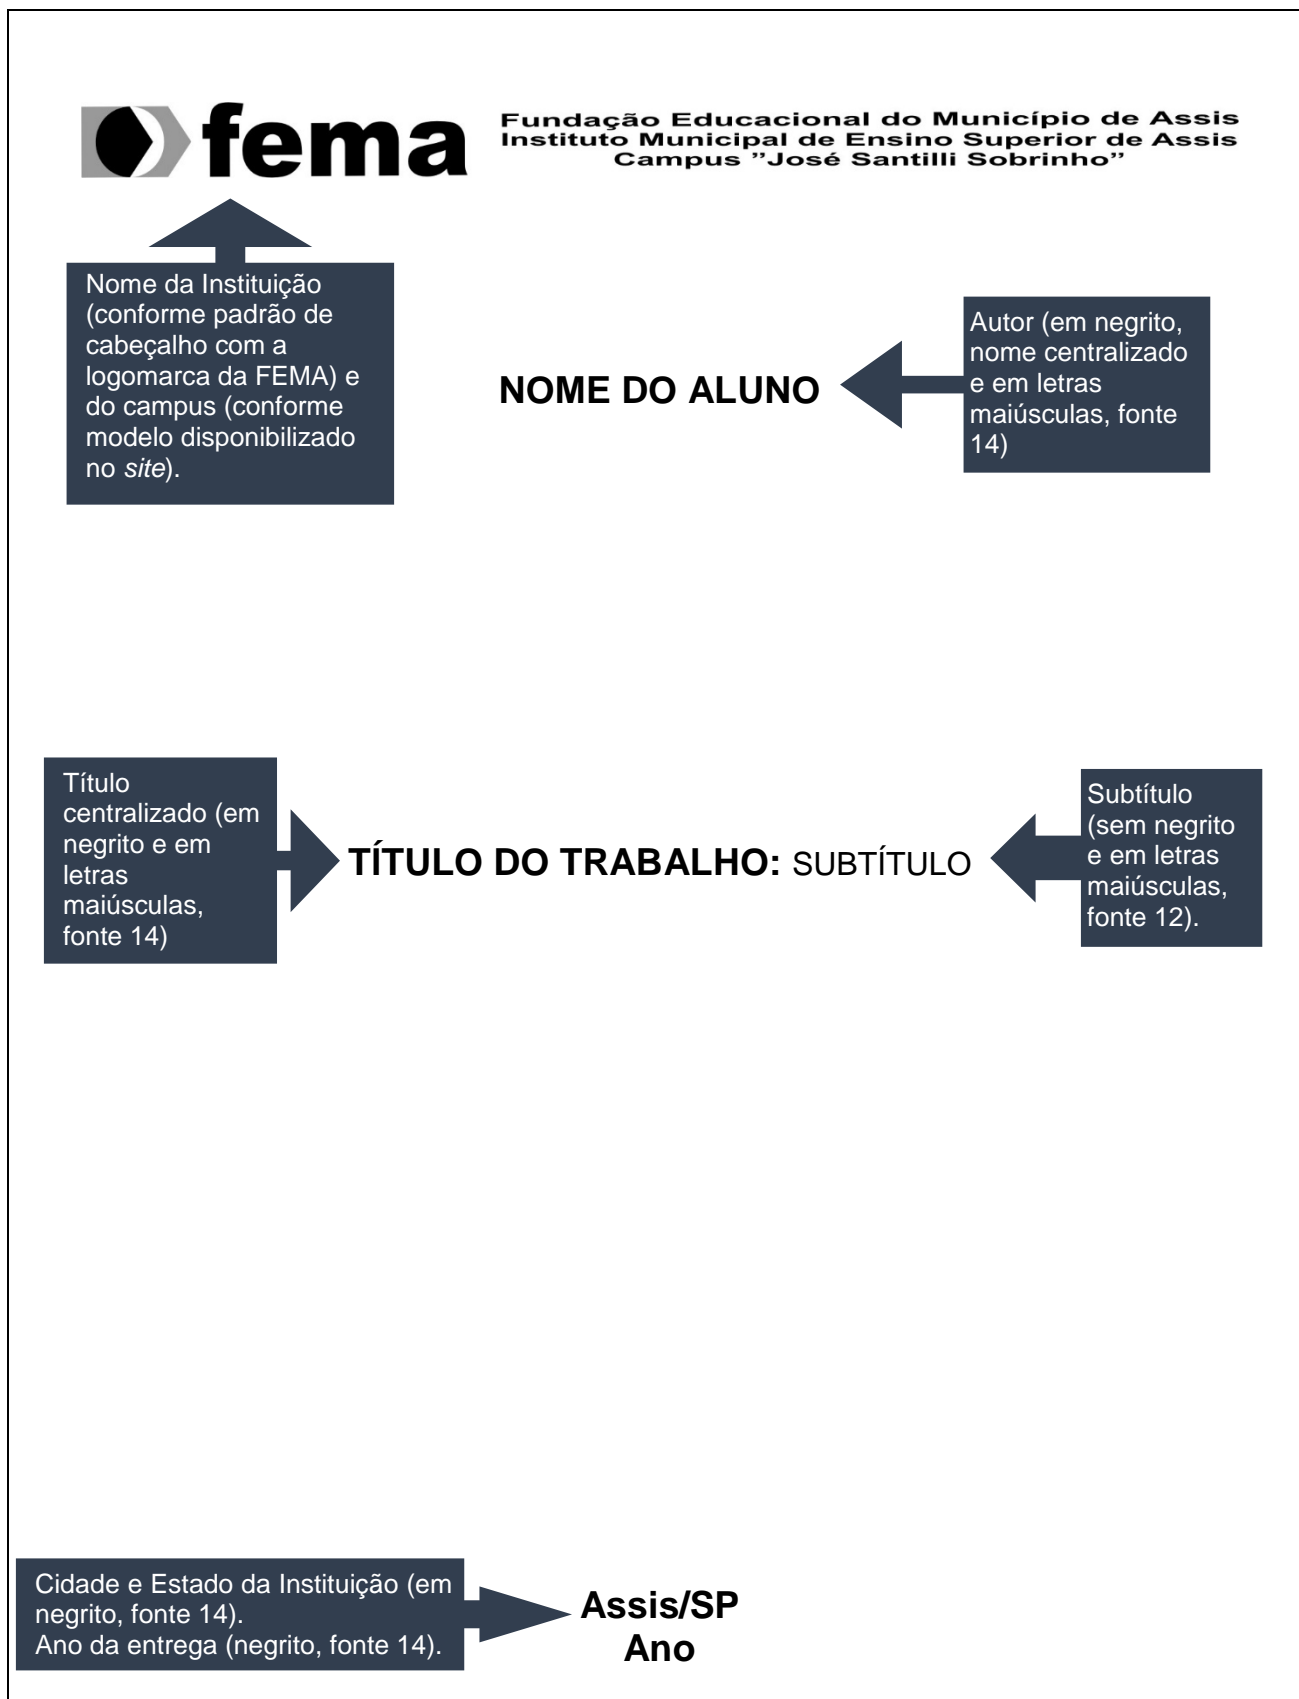 fema
Fundação Educacional do Município de Assis
Instituto Municipal de Ensino Superior de Assis
Campus ”José Santilli Sobrinho”
Nome da Instituição
(conforme padrão de
cabeçalho com a
logomarca da FEMA) e
do campus (conforme
modelo disponibilizado
no site).
NOME DO ALUNO
Autor (em negrito,
nome centralizado
e em letras
maiúsculas, fonte
14)
Título
centralizado (em
negrito e em
letras
maiúsculas,
fonte 14)
TÍTULO DO TRABALHO: SUBTÍTULO
Subtítulo
(sem negrito
e em letras
maiúsculas,
fonte 12).
Cidade e Estado da Instituição (em
negrito, fonte 14).
Ano da entrega (negrito, fonte 14).
Assis/SP
Ano